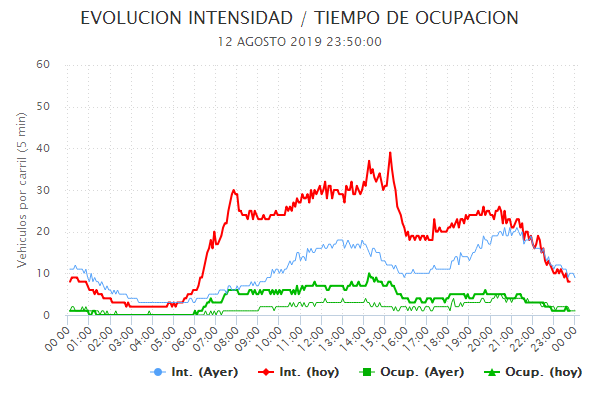 EVOLUCION INTENSIDAD / TIEMPO DE OCUPACION
12 AGOSTO 2019 23:50:00
Vehiculos por carril (5 min)
60
50
40
30
20
10
0
00:00 01:00 02:00 03:00 04:00 05:00 06:00 07:00 08:00 09:00 10:00 11:00 12:00 13:00 14:00 15:00 16:00 17:00 18:00 19:00 20:00 21:00 22:00 23:00 00:00
Int. (Ayer) Int. (hoy) Ocup. (Ayer) Ocup. (hoy)